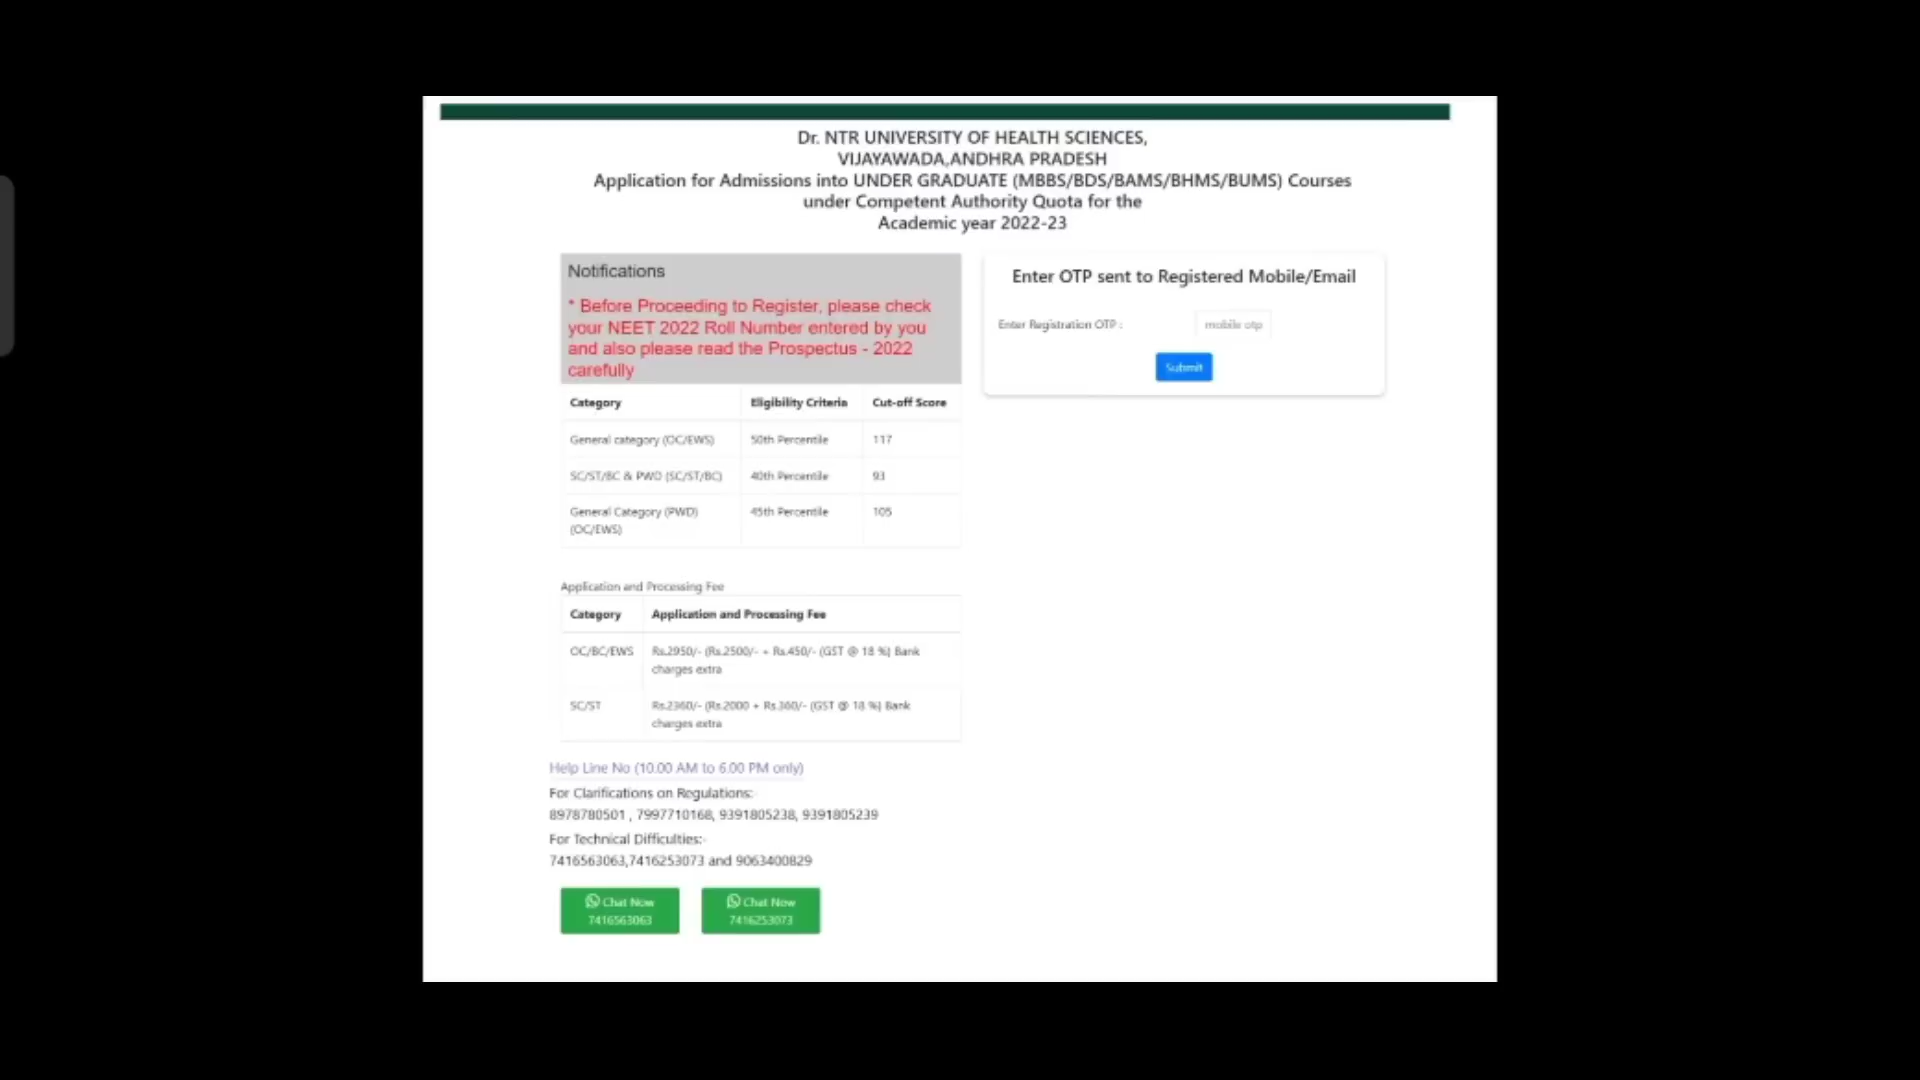 Dr. NTR UNIVERSITY OF HEALTH SCIENCES,
VIJAYAWADA,ANDHRA PRADESH
Application for Admissions into UNDER GRADUATE (MBBS/BDS/BAMS/BHMS/BUMS) Courses
under Competent Authority Quota for the
Academic year 2022-23
Notifications
* Before Proceeding to Register, please check
your NEET 2022 Roll Number entered by you
and also please read the Prospectus - 2022
carefully
Category Eligibility Criteria Cut-off Score
General category (OC/EWS) 50th Percentile 117
SC/ST/BC & PWD (SC/ST/BC) 40th Percentile 93
General Category (PWD) 45th Percentile 105
(OC/EWS)
Application and Processing Fee
Category Application and Processing Fee
OC/BC/EWS Rs.2950/- (Rs.2500/- + Rs.450/- (GST @ 18 %) Bank
charges extra
SC/ST Rs.2360/- (Rs.2000 + Rs.360/- (GST @ 18 %) Bank
charges extra
Help Line No (10.00 AM to 6.00 PM only)
For Clarifications on Regulations:
8978780501 , 7997710168, 9391805238, 9391805239
For Technical Difficulties:-
7416563063,7416253073 and 9063400829
Chat Now
7416563063
Chat Now
7416253073
Enter OTP sent to Registered Mobile/Email
Enter Registration OTP :
mobile otp
Submit